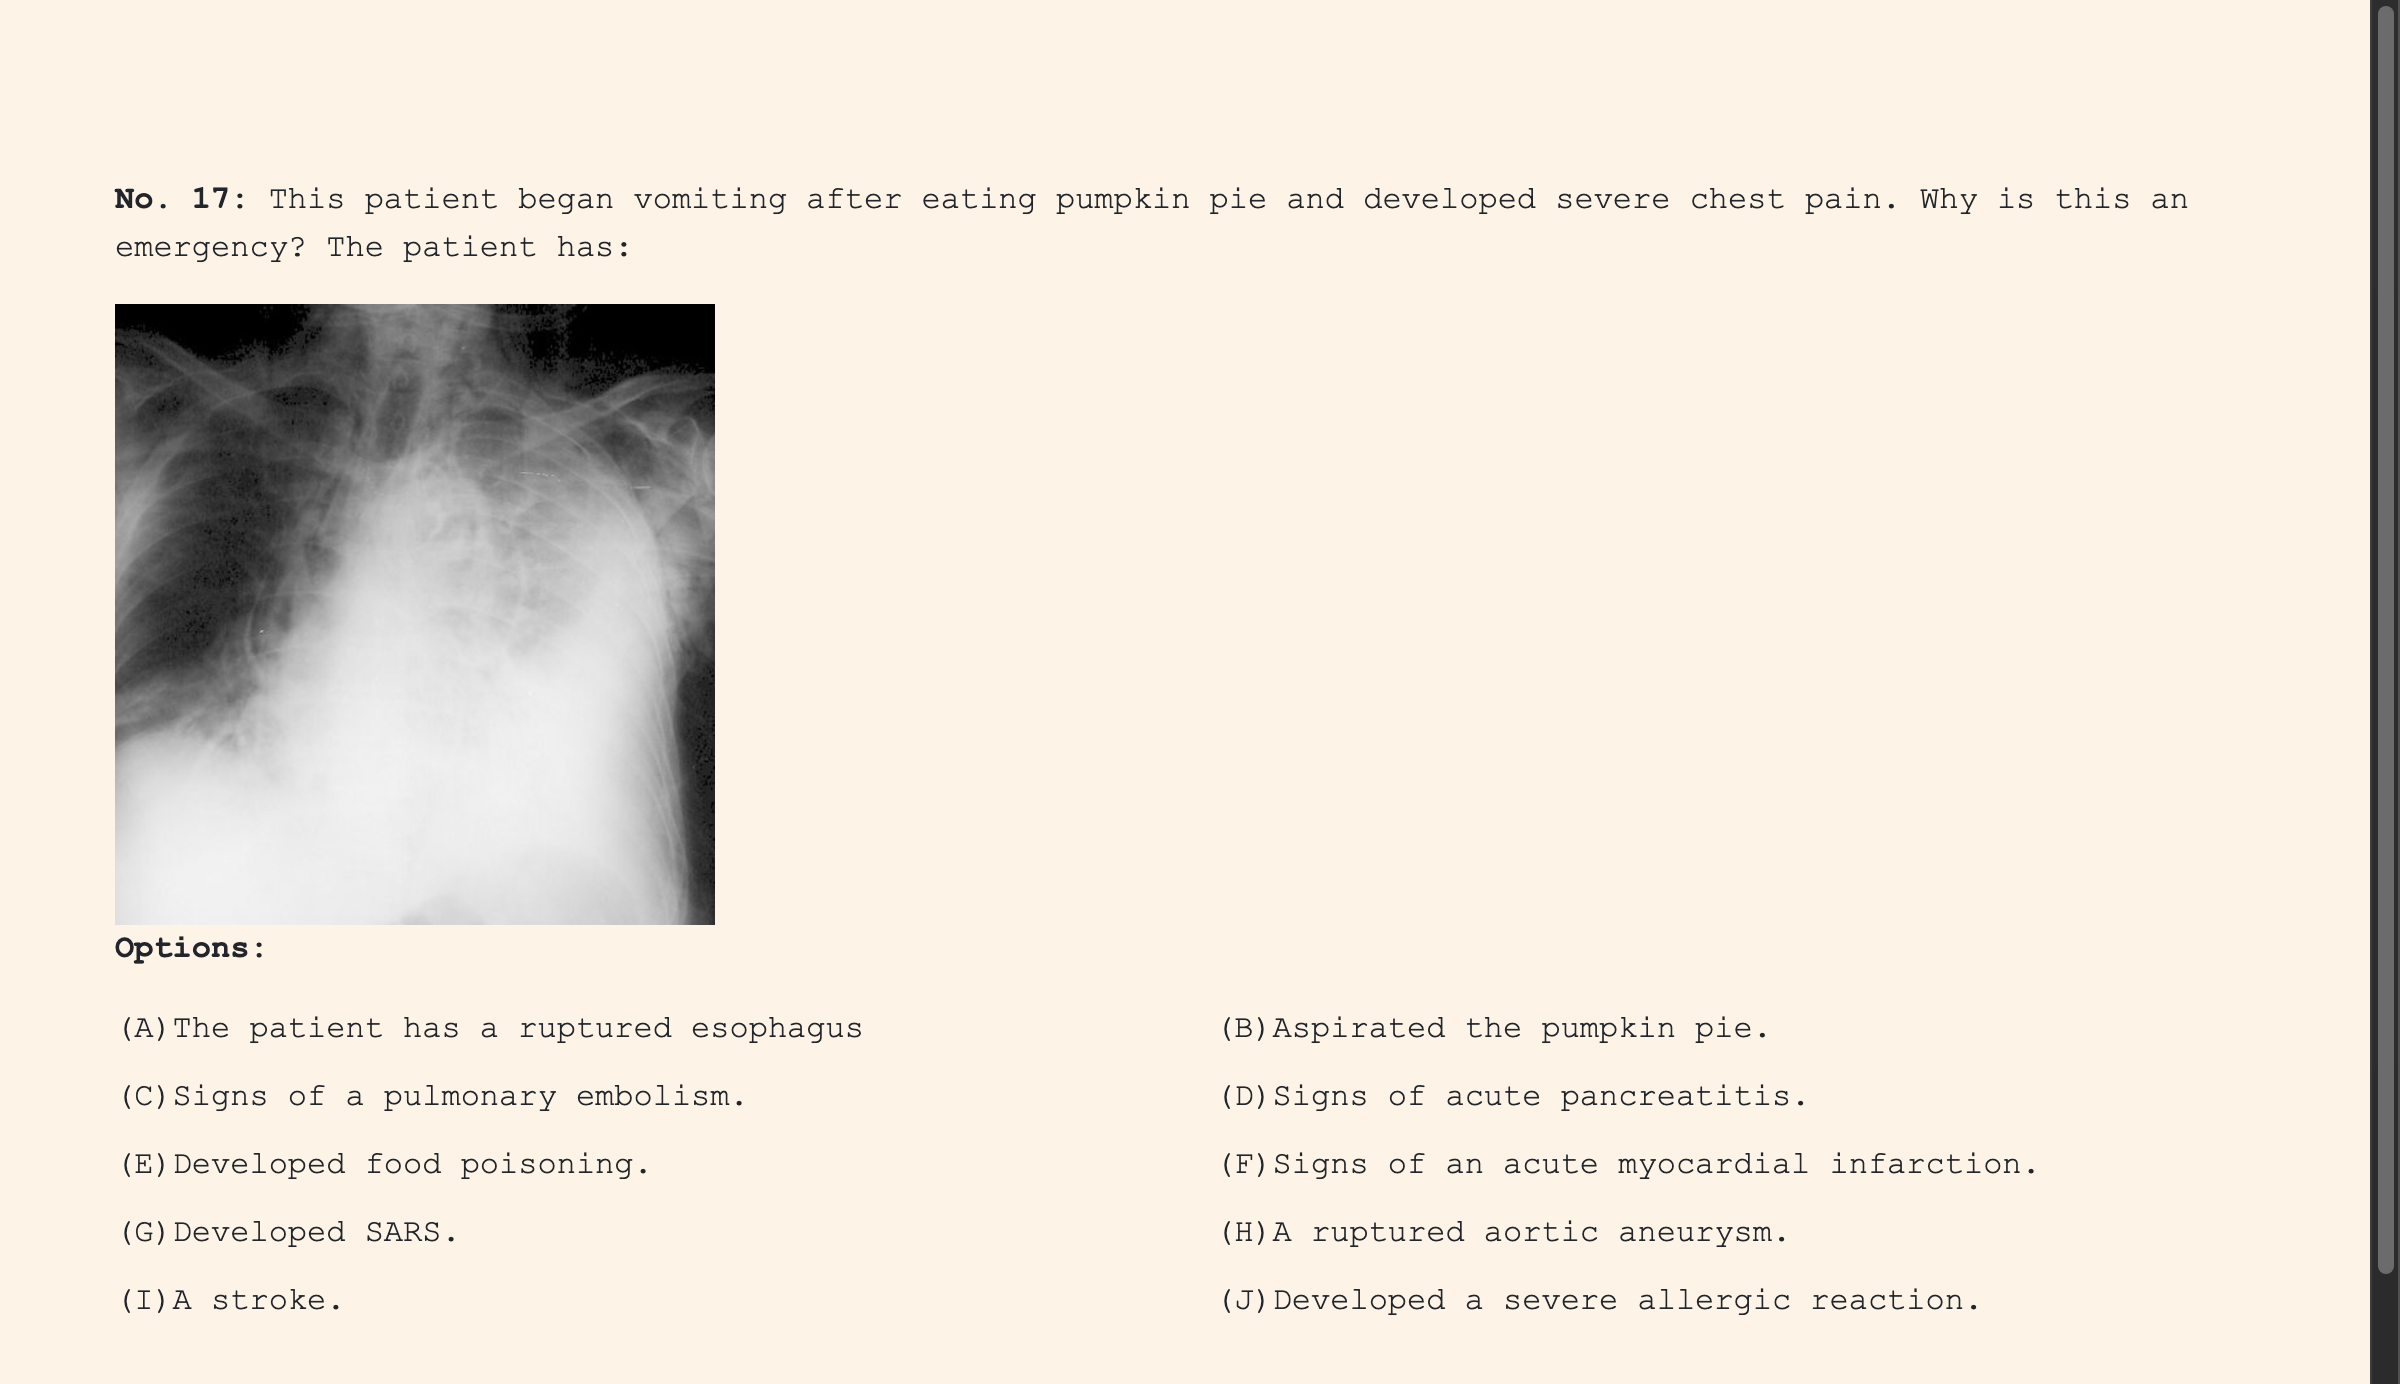 No. 17: This patient began vomiting after eating pumpkin pie and developed severe chest pain. Why is this an
emergency? The patient has:
Options:
(A)The patient has a ruptured esophagus
(B)Aspirated the pumpkin pie.
(C)Signs of a pulmonary embolism.
(D)Signs of acute pancreatitis.
(E)Developed food poisoning.
(F)Signs of an acute myocardial infarction.
(G)Developed SARS.
(H)A ruptured aortic aneurysm.
(I)A stroke.
(J)Developed a severe allergic reaction.